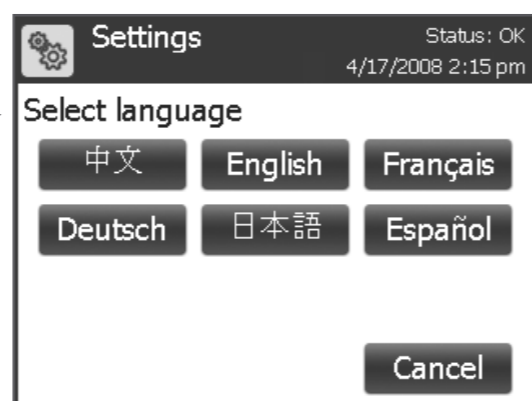 Settings
Status: OK
4/17/2008 2:15 pm
Select language
中文 English Français
Deutsch 日本語 Español
Cancel